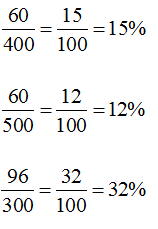 60/400 = 15/100 = 15%
60/500 = 12/100 = 12%
96/300 = 32/100 = 32%